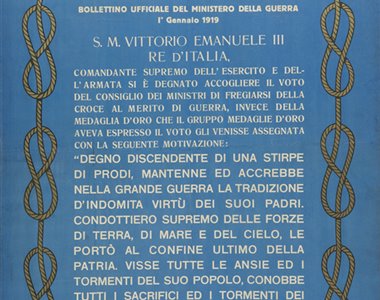 BOLLETTINO UFFICIALE DEL MINISTERO DELLA GUERRA
1° Gennaio 1919
S. M. VITTORIO EMANUELE III
RE D'ITALIA,
COMANDANTE SUPREMO DELL'ESERCITO E DEL-
L'ARMATA SI È DEGNATO ACCOGLIERE IL VOTO
DEL CONSIGLIO DEI MINISTRI DI FREGIARSI DELLA
CROCE AL MERITO DI GUERRA, INVECE DELLA
MEDAGLIA D'ORO CHE IL GRUPPO MEDAGLIE D'ORO
AVEVA ESPRESSO IL VOTO GLI VENISSE ASSEGNATA
CON LA SEGUENTE MOTIVAZIONE:
"DEGNO DISCENDENTE DI UNA STIRPE
DI PRODI, MANTENNE ED ACCREBBE
NELLA GRANDE GUERRA LA TRADIZIONE
D'INDOMITA VIRTÙ DEI SUOI PADRI.
CONDOTTIERO SUPREMO DELLE FORZE
DI TERRA, DI MARE E DEL CIELO, LE
PORTÒ AL CONFINE ULTIMO DELLA
PATRIA. VISSE TUTTE LE ANSIE ED I
TORMENTI DEL SUO POPOLO, CONOBBE
TUTTI I SACRIFICI ED I TORMENTI DEI